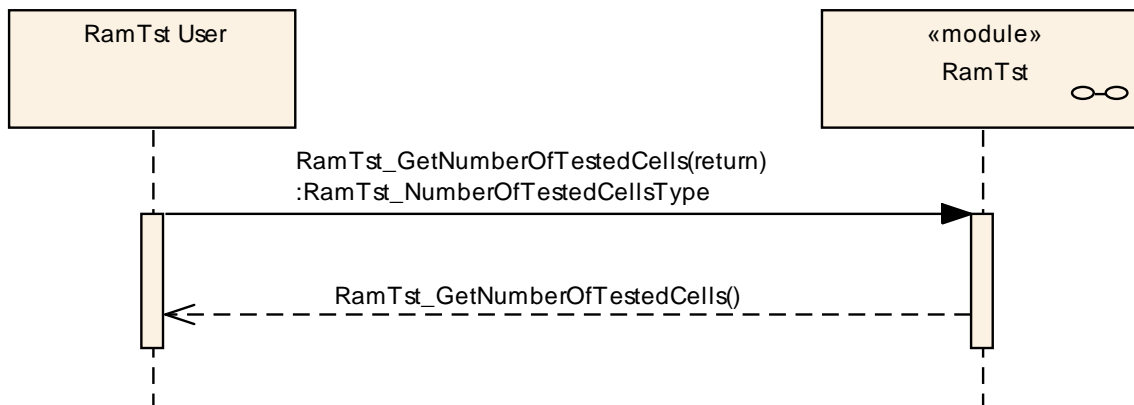 RamTst User
«module»
RamTst
RamTst_GetNumberOfTestedCells(return)
:RamTst_NumberOfTestedCellsType
RamTst_GetNumberOfTestedCells()